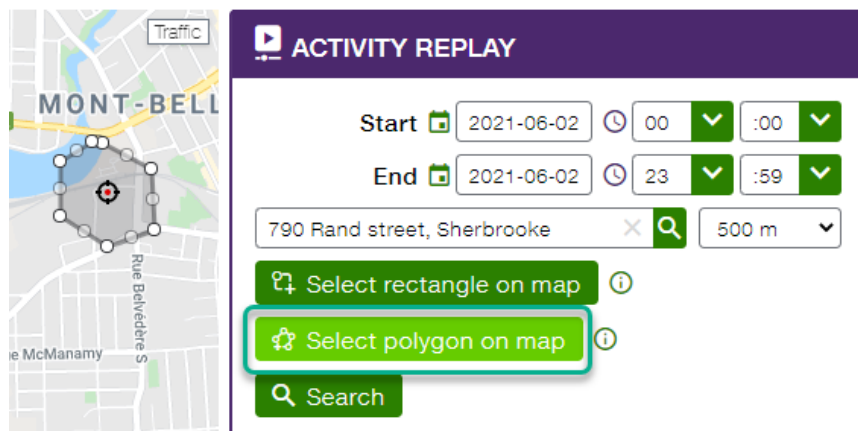 Traffic
MONT-BELL
Rue Belvédère S
e McManamy
ACTIVITY REPLAY
Start 2021-06-02 00 :00
End 2021-06-02 23 :59
790 Rand street, Sherbrooke 500 m
Select rectangle on map
Select polygon on map
Search